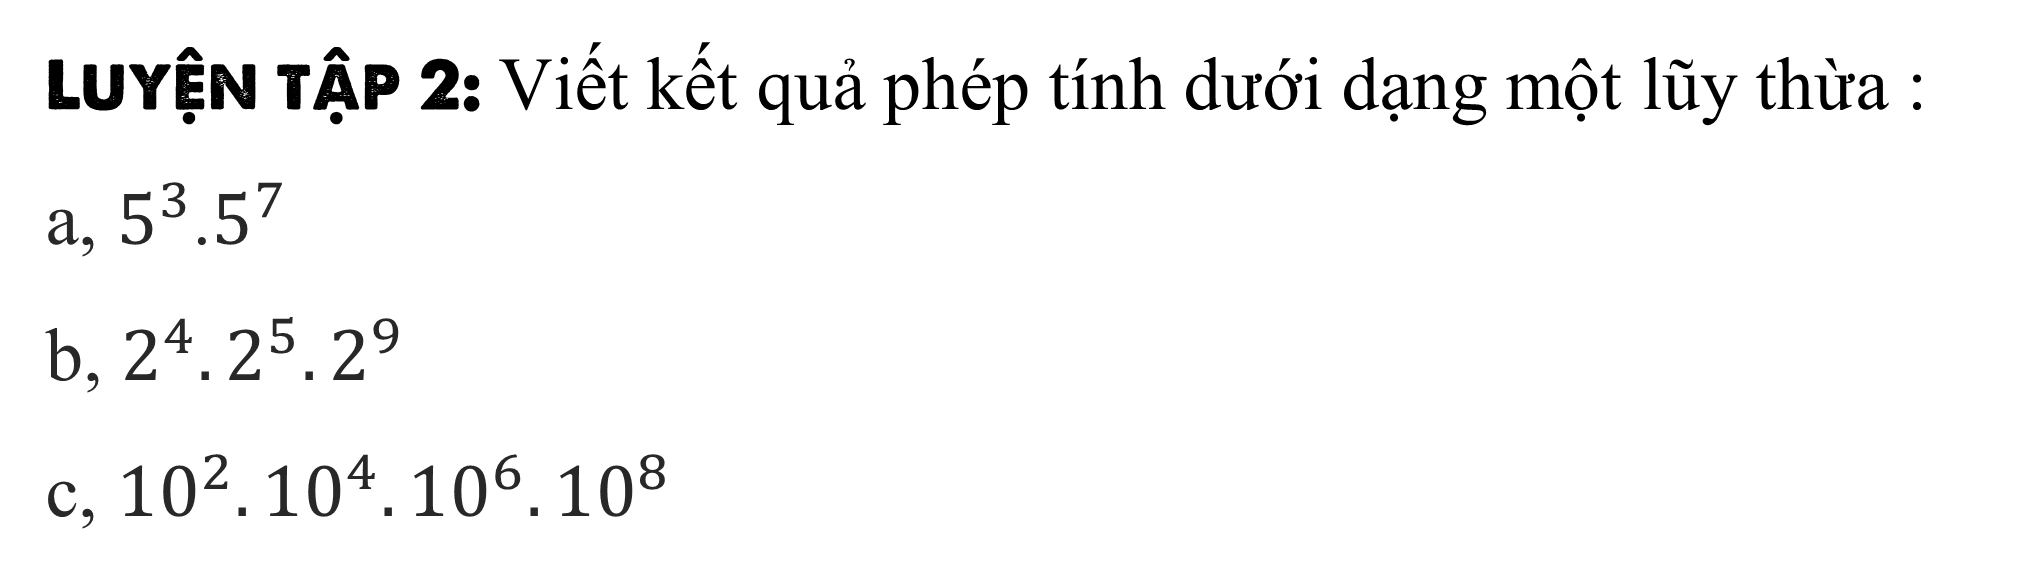 LUYỆN TẬP 2: Viết kết quả phép tính dưới dạng một lũy thừa :
a, 5³.5⁷
b, 2⁴. 2⁵. 2⁹
c, 10². 10⁴. 10⁶. 10⁸